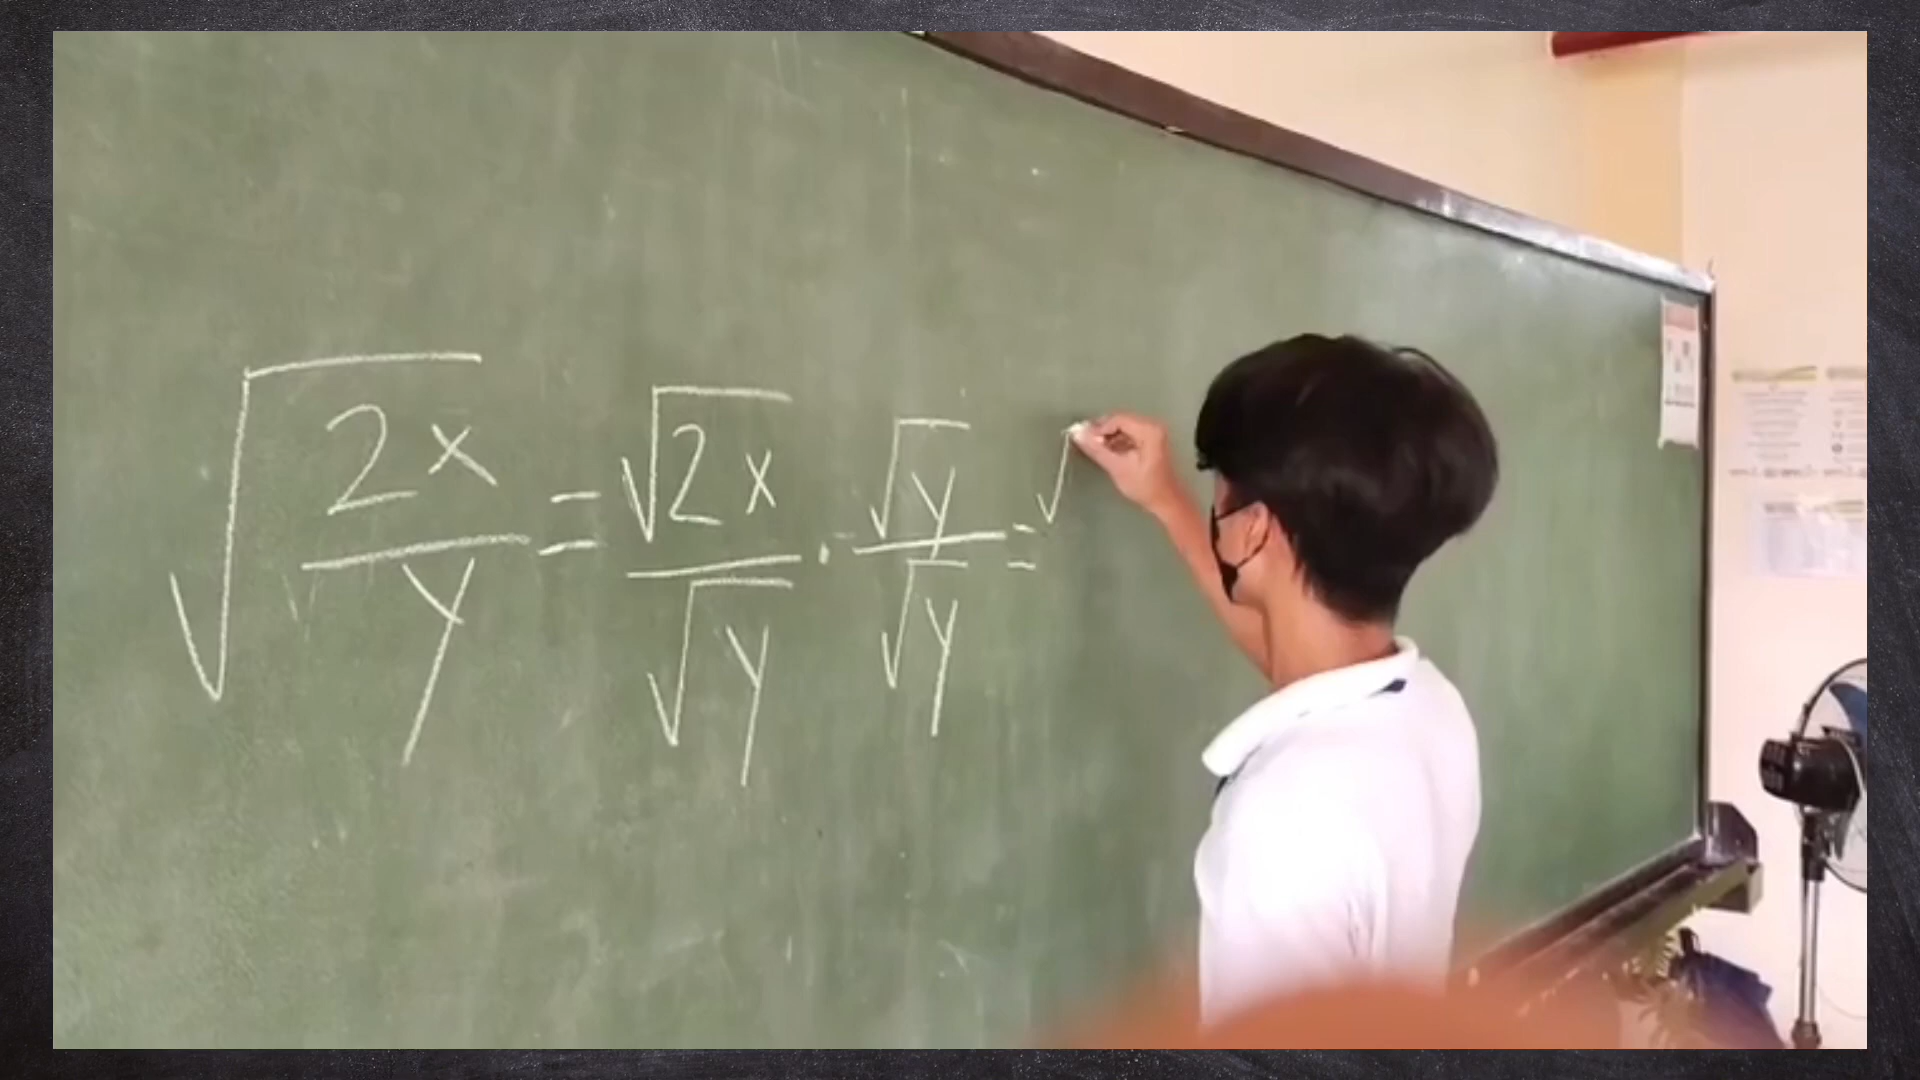 √(2x/y) = √2x/√y · √y/√y = √